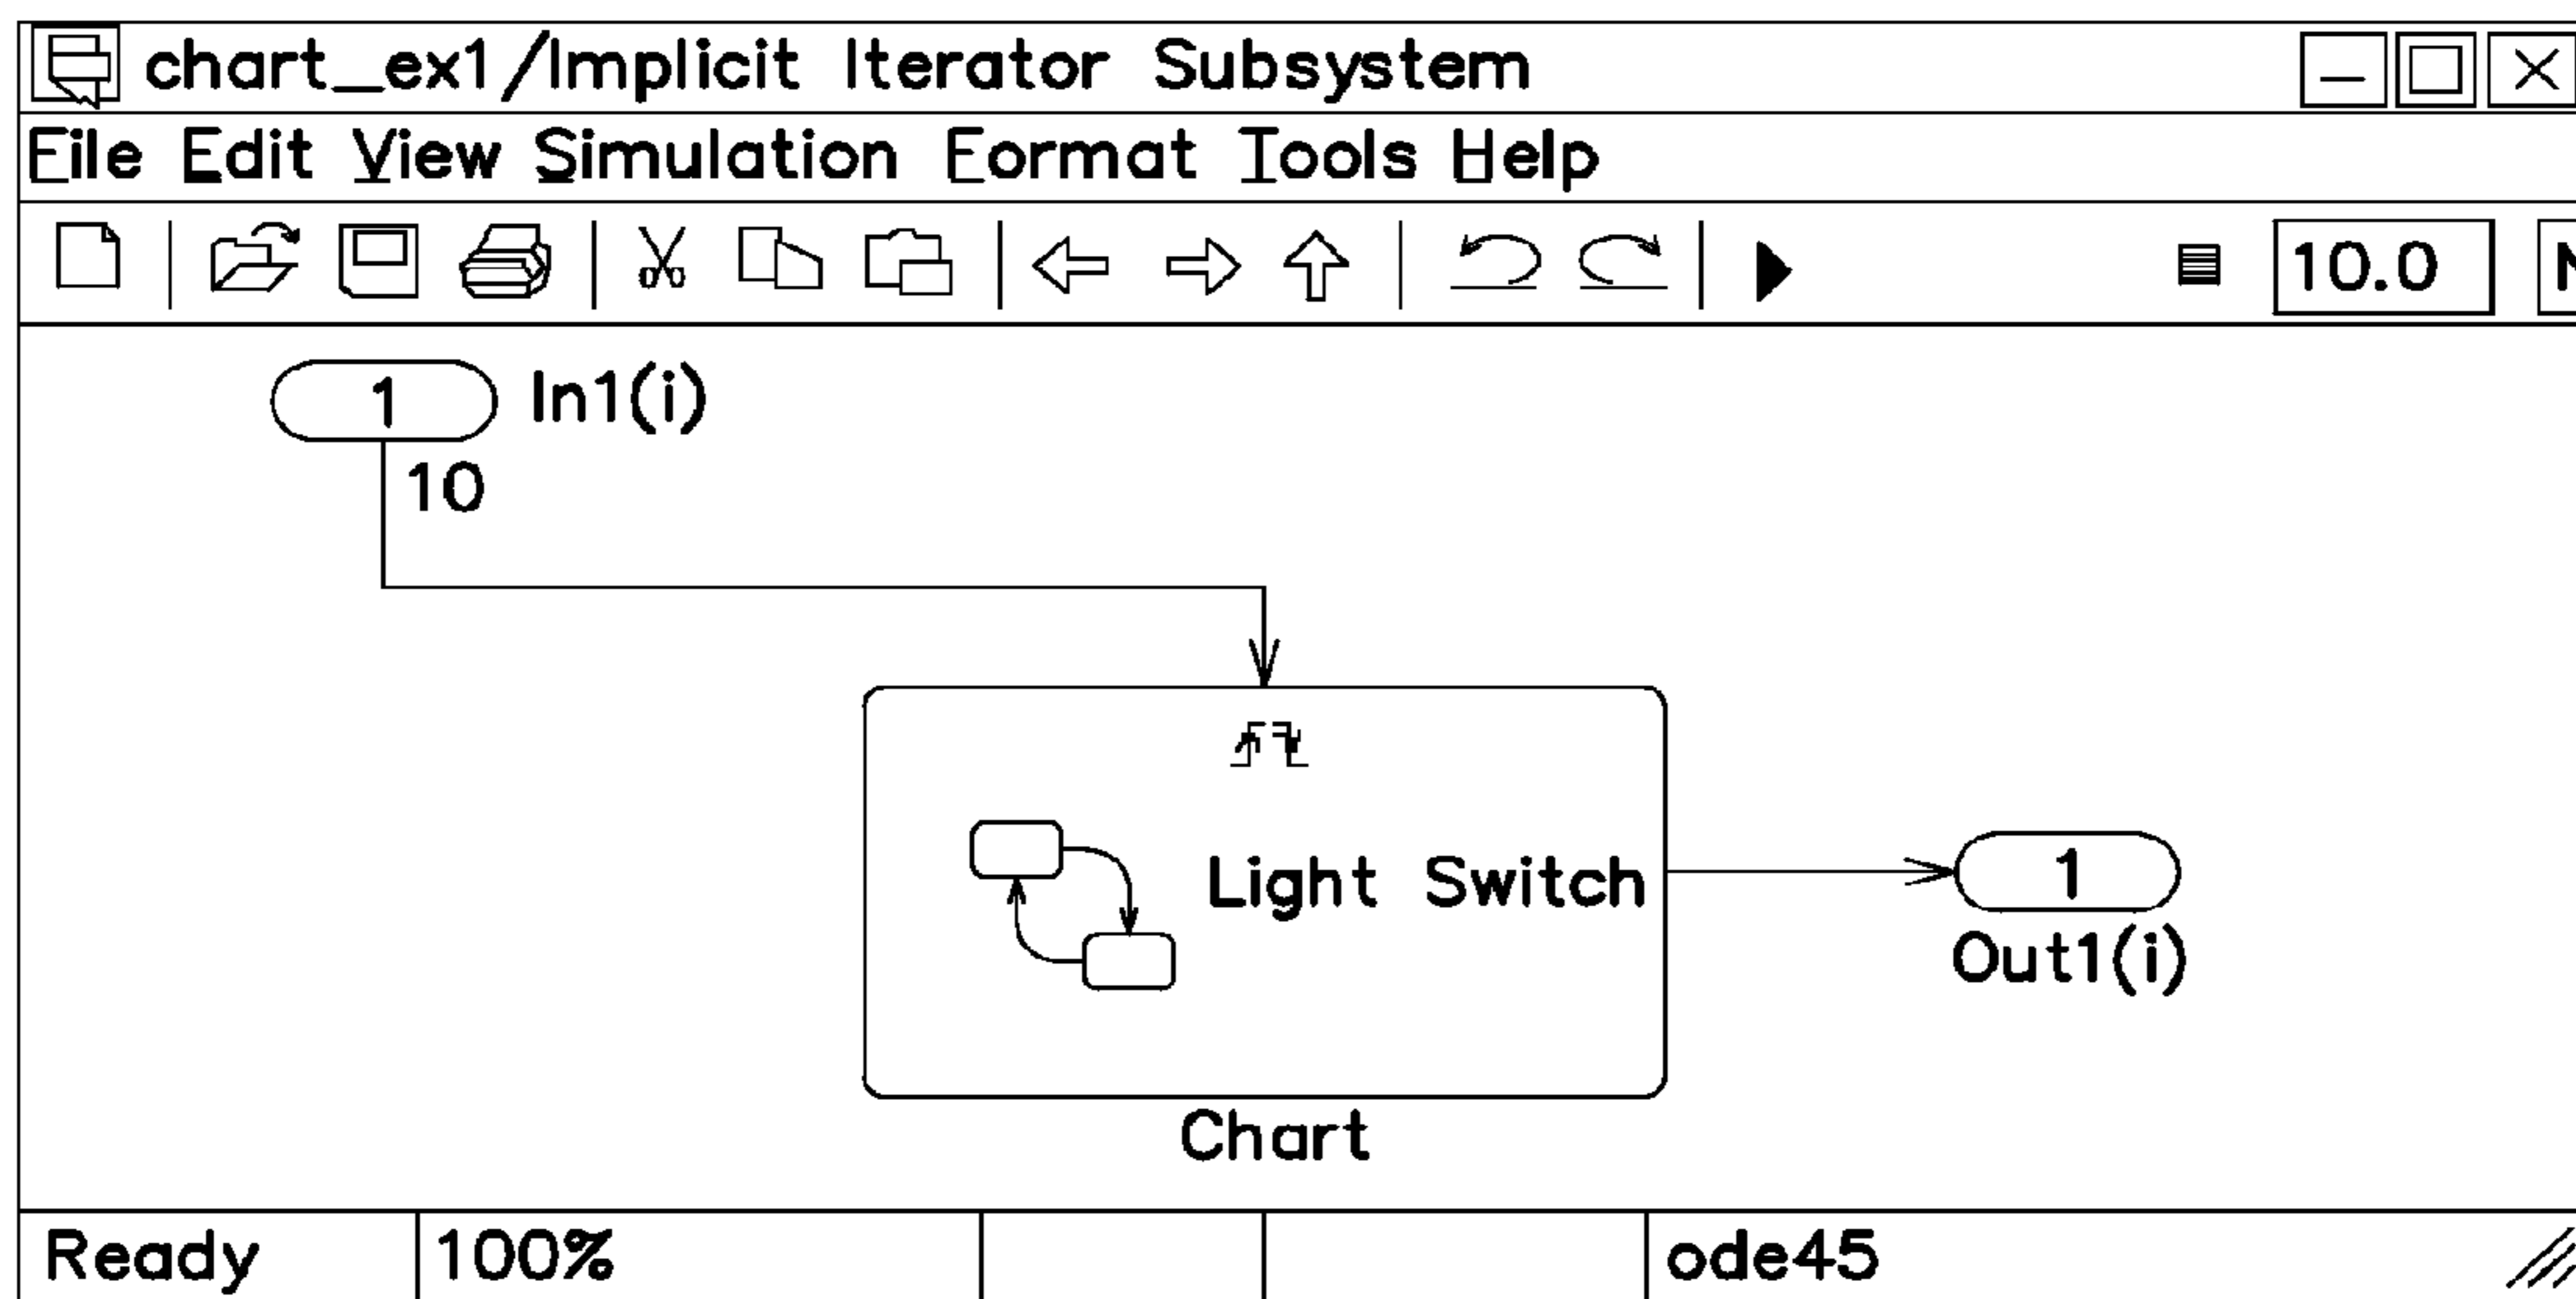 chart_ex1/Implicit Iterator Subsystem
File Edit View Simulation Format Tools Help
10.0
1 In1(i)
10
Light Switch
1
Out1(i)
Chart
Ready 100% ode45